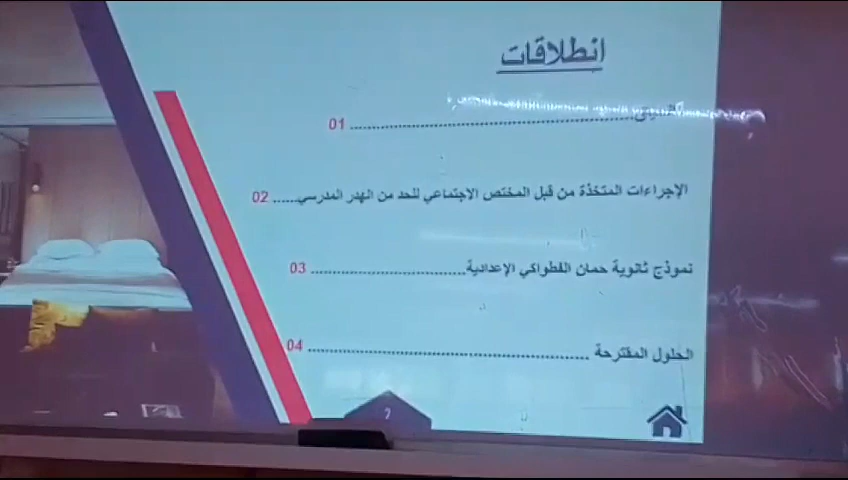 انطلاقات
............................................ 01
الإجراءات المتخذة من قبل المختص الاجتماعي للحد من الهدر المدرسي...... 02
نموذج ثانوية حمان الفطواكي الإعدادية........................... 03
الحلول المقترحة ................................................ 04
2